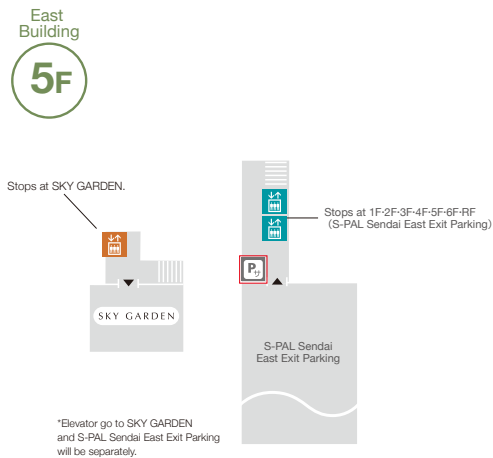 East
Building
5F
Stops at SKY GARDEN.
Stops at 1F·2F·3F·4F·5F·6F·RF
（S-PAL Sendai East Exit Parking）
Pサ
SKY GARDEN
S-PAL Sendai
East Exit Parking
*Elevator go to SKY GARDEN
and S-PAL Sendai East Exit Parking
will be separately.